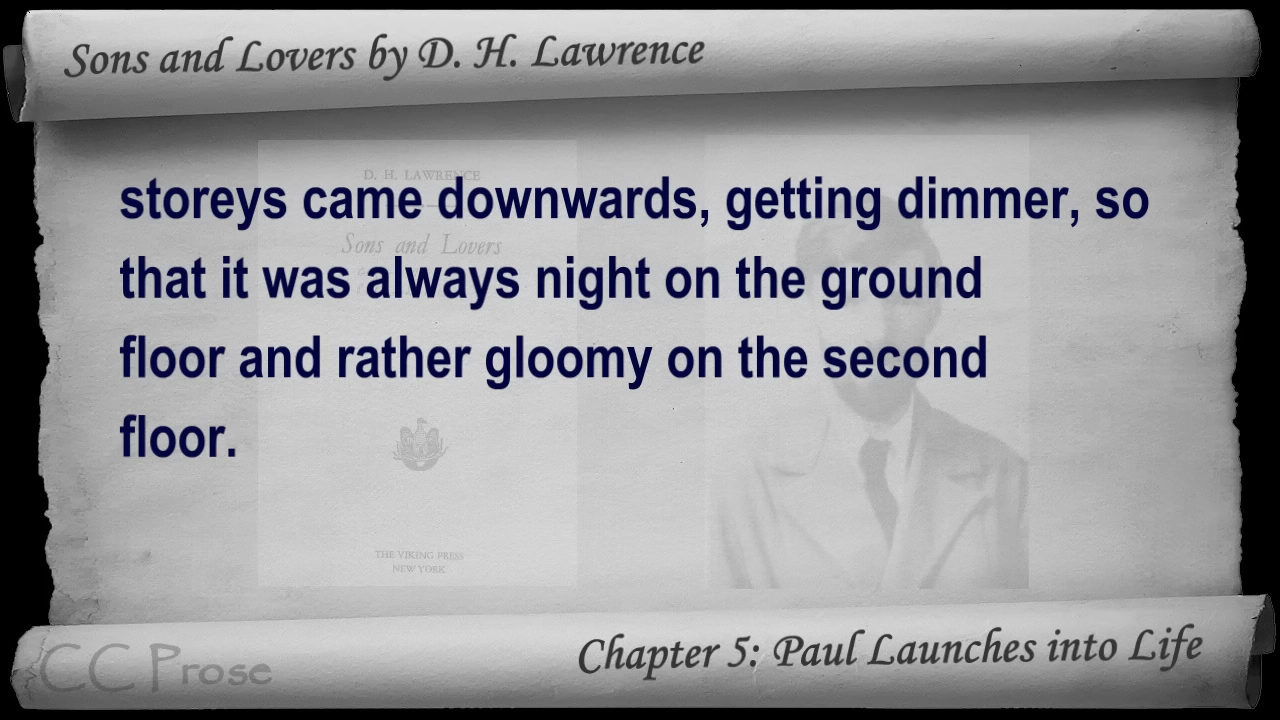 Sons and Lovers by D. H. Lawrence
D. H. LAWRENCE
Sons and Lovers
storeys came downwards, getting dimmer, so
that it was always night on the ground
floor and rather gloomy on the second
floor.
THE VIKING PRESS
NEW YORK
CC Prose
Chapter 5: Paul Launches into Life